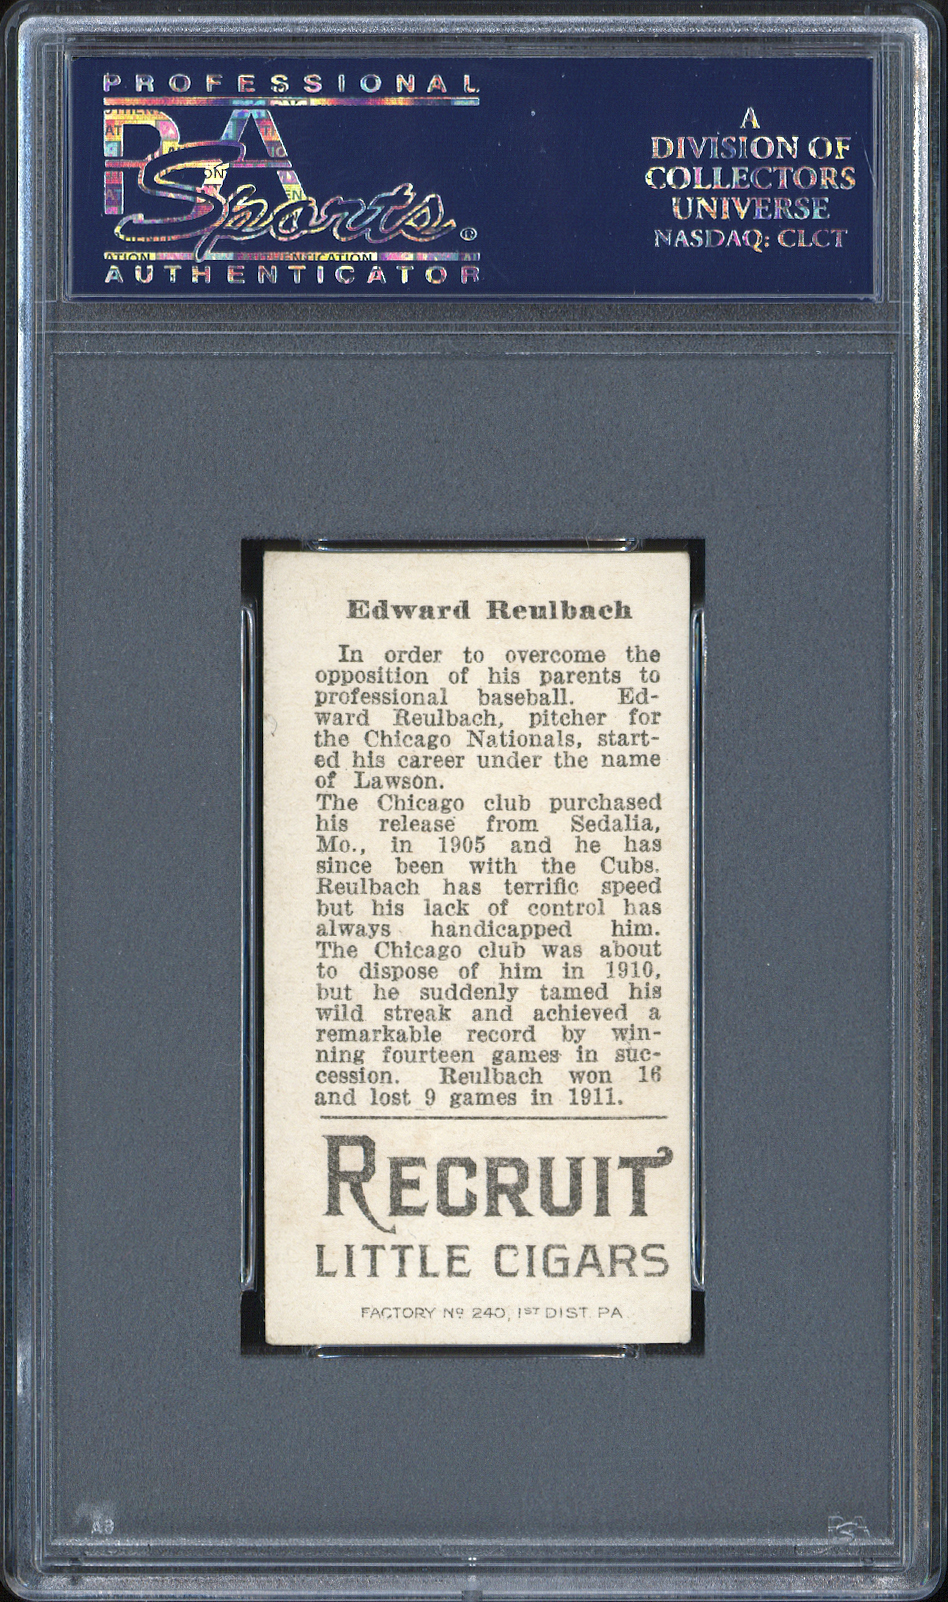 PROFESSIONAL
PSA
Sports®
AUTHENTICATOR
A
DIVISION OF
COLLECTORS
UNIVERSE
NASDAQ: CLCT
Edward Reulbach
In order to overcome the
opposition of his parents to
professional baseball. Ed-
ward Reulbach, pitcher for
the Chicago Nationals, start-
ed his career under the name
of Lawson.
The Chicago club purchased
his release from Sedalia,
Mo., in 1905 and he has
since been with the Cubs.
Reulbach has terrific speed
but his lack of control has
always handicapped him.
The Chicago club was about
to dispose of him in 1910,
but he suddenly tamed his
wild streak and achieved a
remarkable record by win-
ning fourteen games in suc-
cession. Reulbach won 16
and lost 9 games in 1911.
RECRUIT
LITTLE CIGARS
FACTORY Nº 240, 1ST DIST. PA.
PSA